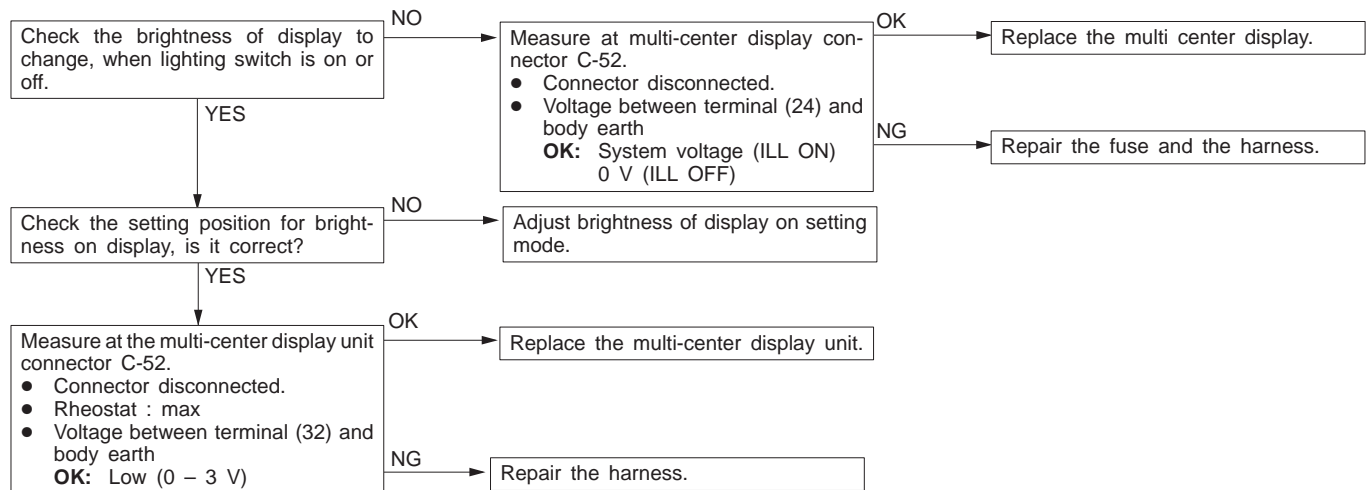 Check the brightness of display to
change, when lighting switch is on or
off.
NO
Measure at multi-center display con-
nector C-52.
● Connector disconnected.
● Voltage between terminal (24) and
body earth
OK: System voltage (ILL ON)
0 V (ILL OFF)
OK
Replace the multi center display.
NG
Repair the fuse and the harness.
YES
Check the setting position for bright-
ness on display, is it correct?
NO
Adjust brightness of display on setting
mode.
YES
Measure at the multi-center display unit
connector C-52.
● Connector disconnected.
● Rheostat : max
● Voltage between terminal (32) and
body earth
OK: Low (0 – 3 V)
OK
Replace the multi-center display unit.
NG
Repair the harness.